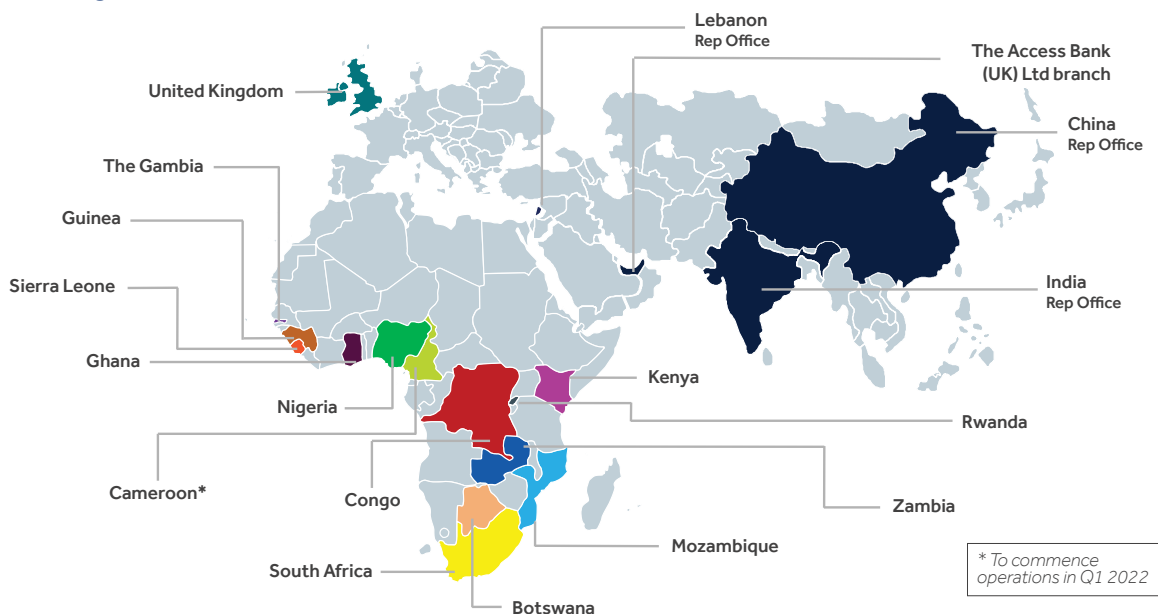 Lebanon
Rep Office
The Access Bank
(UK) Ltd branch
United Kingdom
China
Rep Office
The Gambia
Guinea
Sierra Leone
India
Rep Office
Ghana
Kenya
Nigeria
Rwanda
Cameroon*
Congo
Zambia
Mozambique
South Africa
Botswana
* To commence
operations in Q1 2022